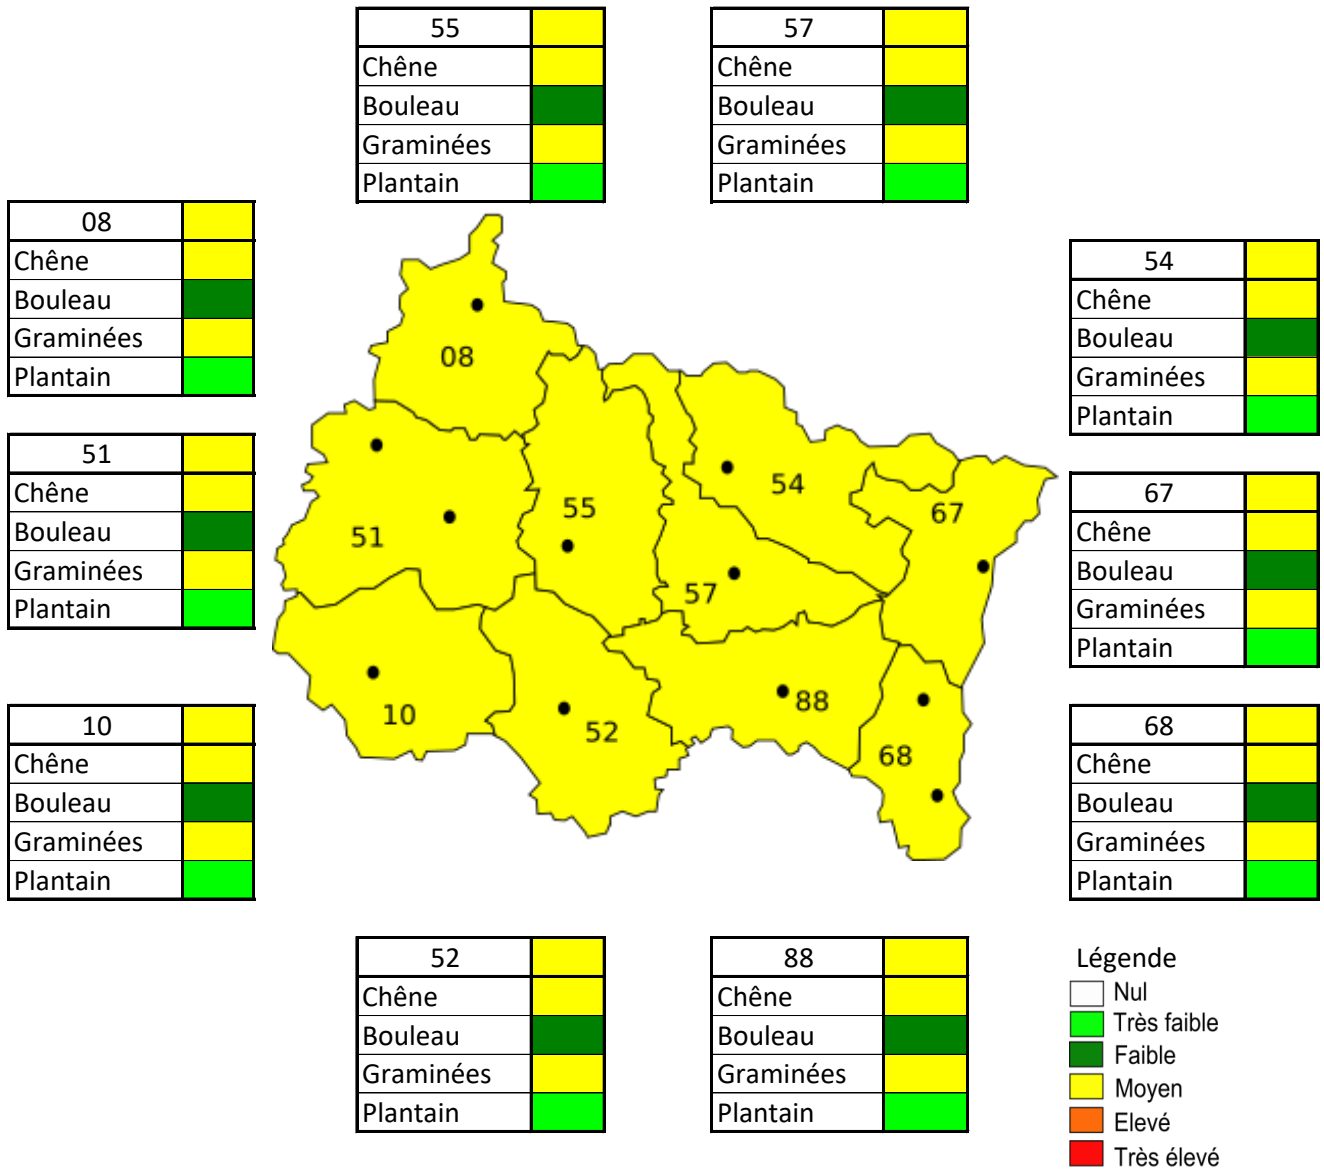 55
Chêne
Bouleau
Graminées
Plantain
57
Chêne
Bouleau
Graminées
Plantain
08
Chêne
Bouleau
Graminées
Plantain
51
Chêne
Bouleau
Graminées
Plantain
10
Chêne
Bouleau
Graminées
Plantain
08
54
55
67
51
57
88
10
52
68
54
Chêne
Bouleau
Graminées
Plantain
67
Chêne
Bouleau
Graminées
Plantain
68
Chêne
Bouleau
Graminées
Plantain
52
Chêne
Bouleau
Graminées
Plantain
88
Chêne
Bouleau
Graminées
Plantain
Légende
Nul
Très faible
Faible
Moyen
Elevé
Très élevé